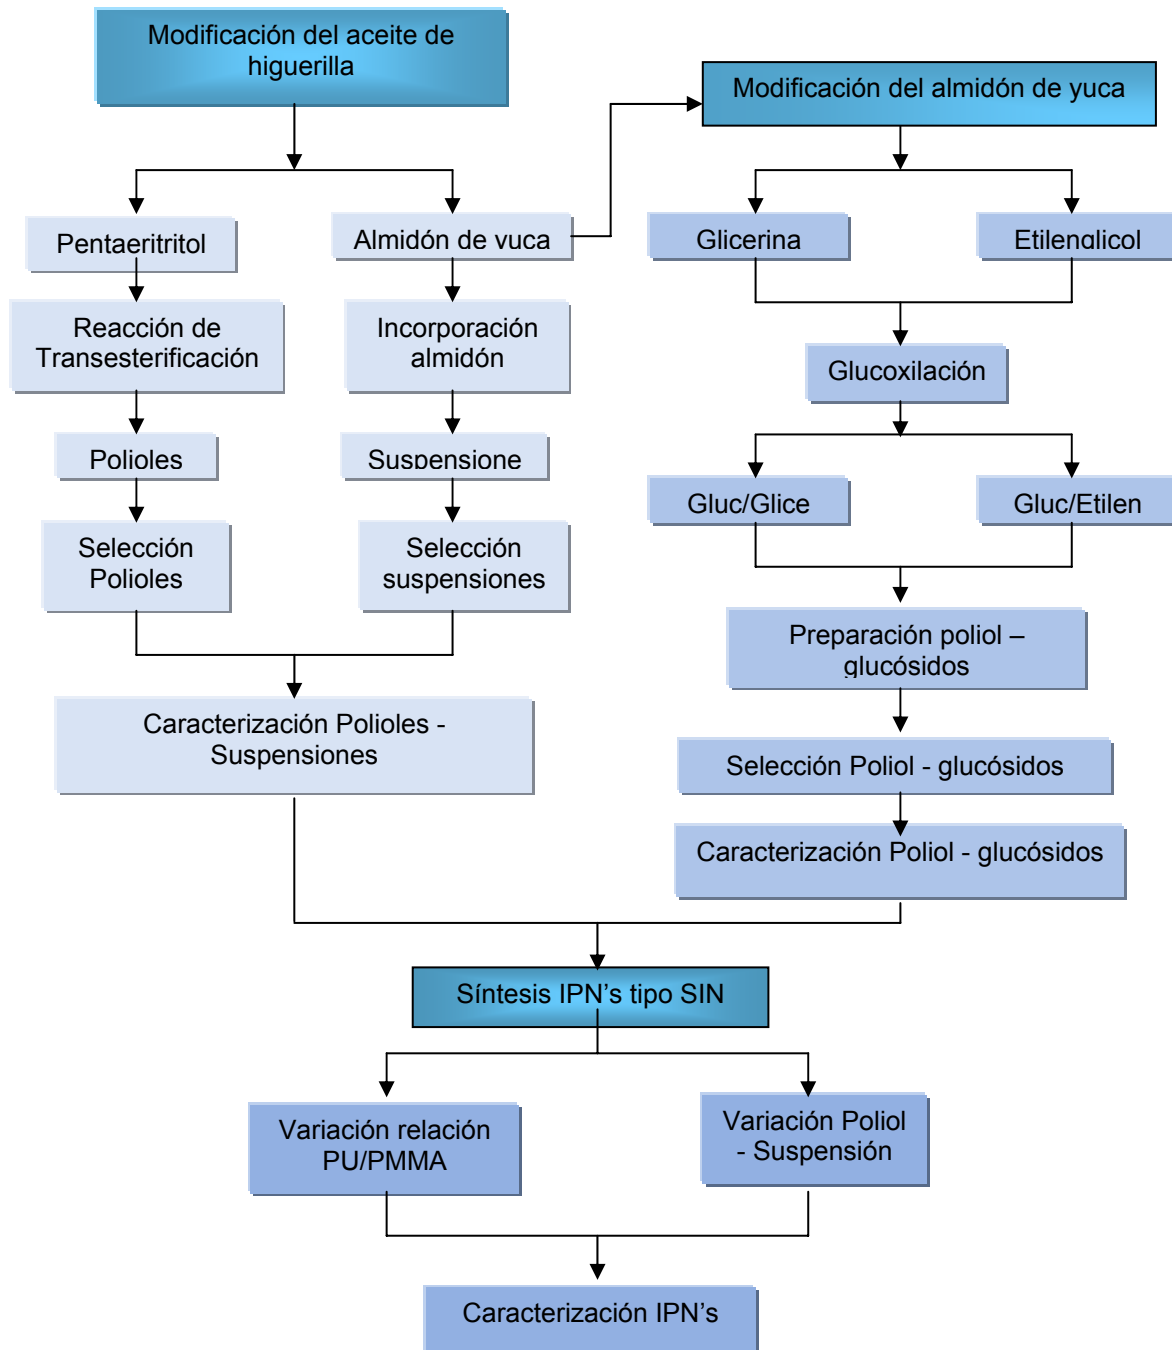 Modificación del aceite de
higuerilla
Modificación del almidón de yuca
Pentaeritritol
Almidón de yuca
Glicerina
Etilenglicol
Reacción de
Transesterificación
Incorporación
almidón
Glucoxilación
Polioles
Suspensione
Gluc/Glice
Gluc/Etilen
Selección
Polioles
Selección
suspensiones
Preparación poliol –
glucósidos
Caracterización Polioles -
Suspensiones
Selección Poliol - glucósidos
Caracterización Poliol - glucósidos
Síntesis IPN’s tipo SIN
Variación relación
PU/PMMA
Variación Poliol
- Suspensión
Caracterización IPN’s